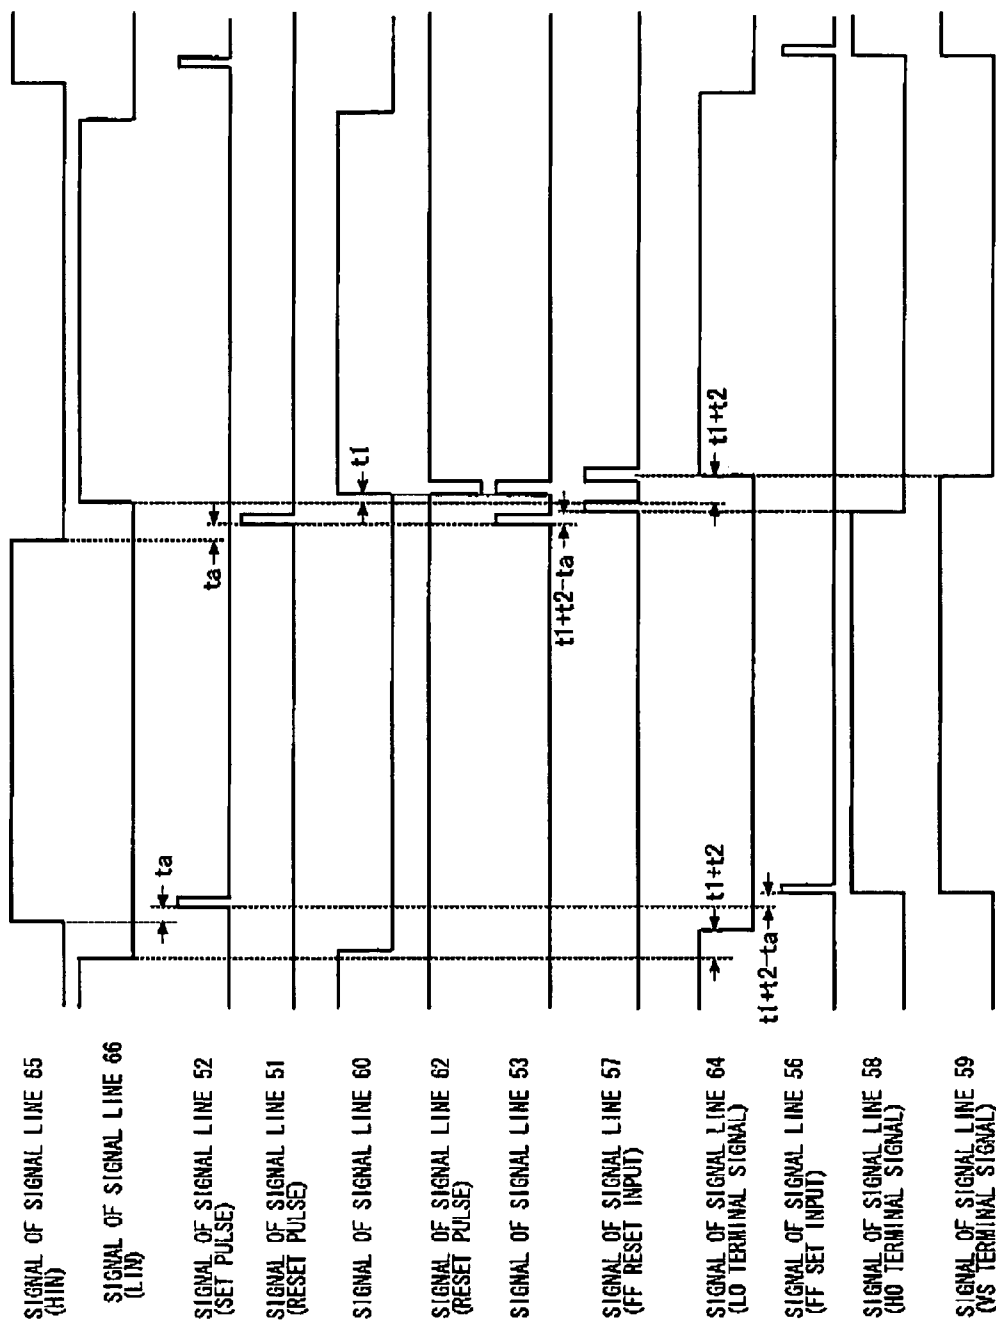 SIGNAL OF SIGNAL LINE 65
(HIN)
SIGNAL OF SIGNAL LINE 66
(LIN)
ta
ta
SIGNAL OF SIGNAL LINE 52
(SET PULSE)
SIGNAL OF SIGNAL LINE 51
(RESET PULSE)
SIGNAL OF SIGNAL LINE 60
t1
SIGNAL OF SIGNAL LINE 62
(RESET PULSE)
SIGNAL OF SIGNAL LINE 53
t1+t2-ta
SIGNAL OF SIGNAL LINE 57
(FF RESET INPUT)
SIGNAL OF SIGNAL LINE 64
(LO TERMINAL SIGNAL)
t1+t2
t1+t2
t1+t2-ta
SIGNAL OF SIGNAL LINE 56
(FF SET INPUT)
SIGNAL OF SIGNAL LINE 58
(HO TERMINAL SIGNAL)
SIGNAL OF SIGNAL LINE 59
(VS TERMINAL SIGNAL)